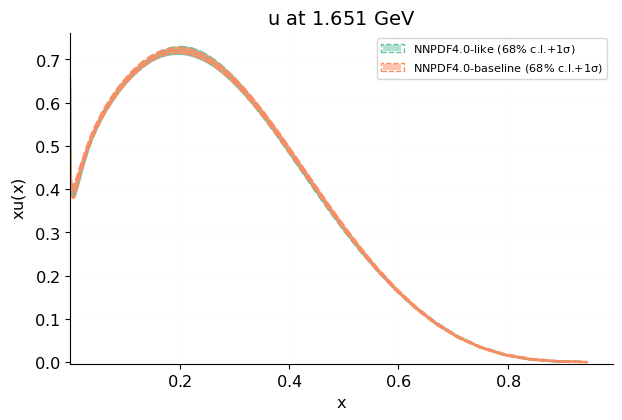 u at 1.651 GeV
NNPDF4.0-like (68% c.l.+1σ)
NNPDF4.0-baseline (68% c.l.+1σ)
xu(x)
0.7
0.6
0.5
0.4
0.3
0.2
0.1
0.0
0.2 0.4 0.6 0.8
x